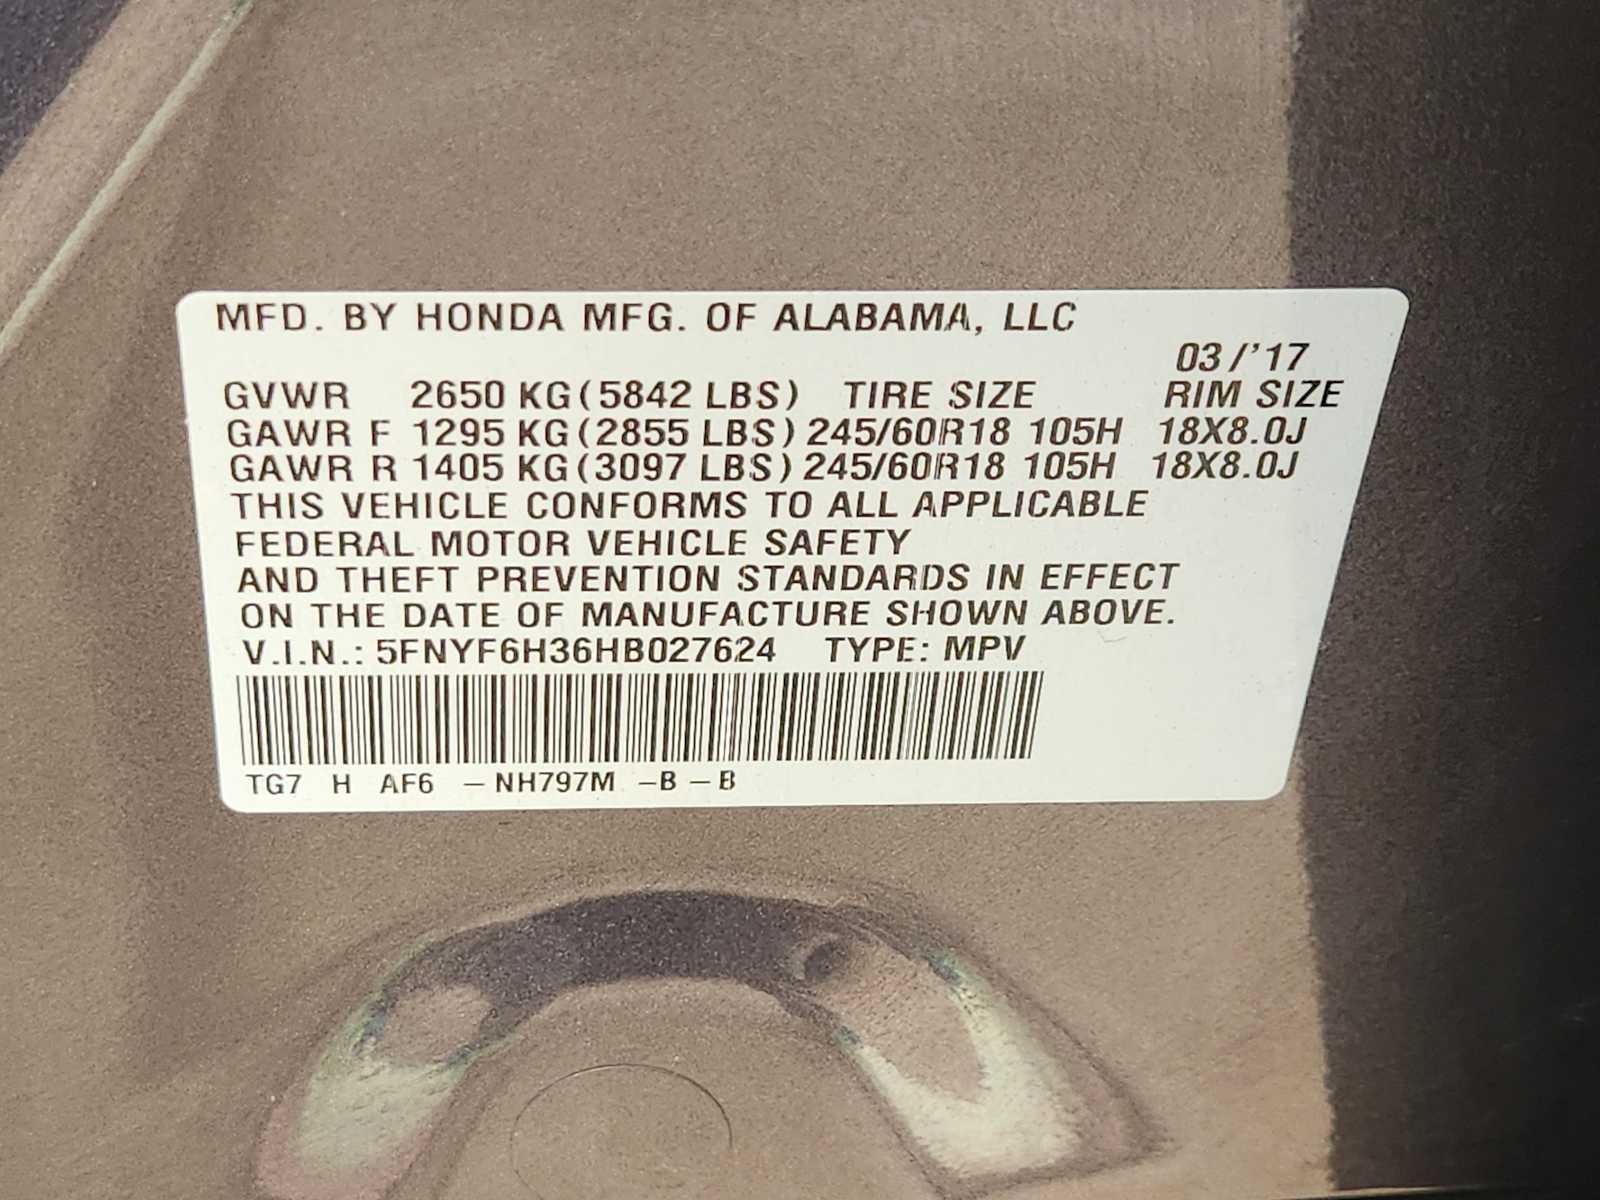 MFD. BY HONDA MFG. OF ALABAMA, LLC
03/'17
GVWR 2650 KG (5842 LBS) TIRE SIZE RIM SIZE
GAWR F 1295 KG (2855 LBS) 245/60R18 105H 18X8.0J
GAWR R 1405 KG (3097 LBS) 245/60R18 105H 18X8.0J
THIS VEHICLE CONFORMS TO ALL APPLICABLE
FEDERAL MOTOR VEHICLE SAFETY
AND THEFT PREVENTION STANDARDS IN EFFECT
ON THE DATE OF MANUFACTURE SHOWN ABOVE.
V.I.N.: 5FNYF6H36HB027624 TYPE: MPV
TG7 H AF6 – NH797M –B – B